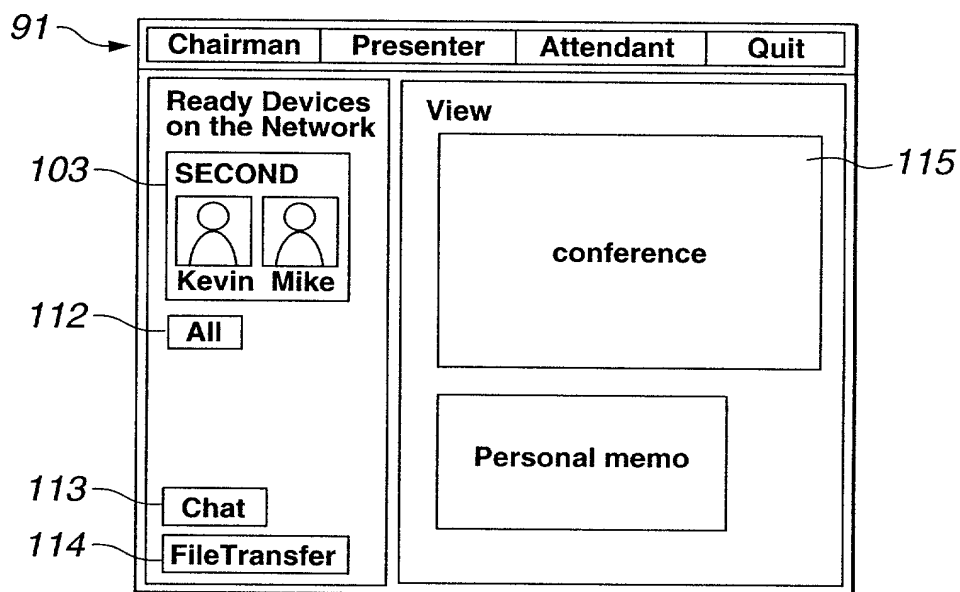 91
Chairman Presenter Attendant Quit
Ready Devices
on the Network
View
103
SECOND
115
conference
Kevin Mike
112
All
Personal memo
113
Chat
114
FileTransfer